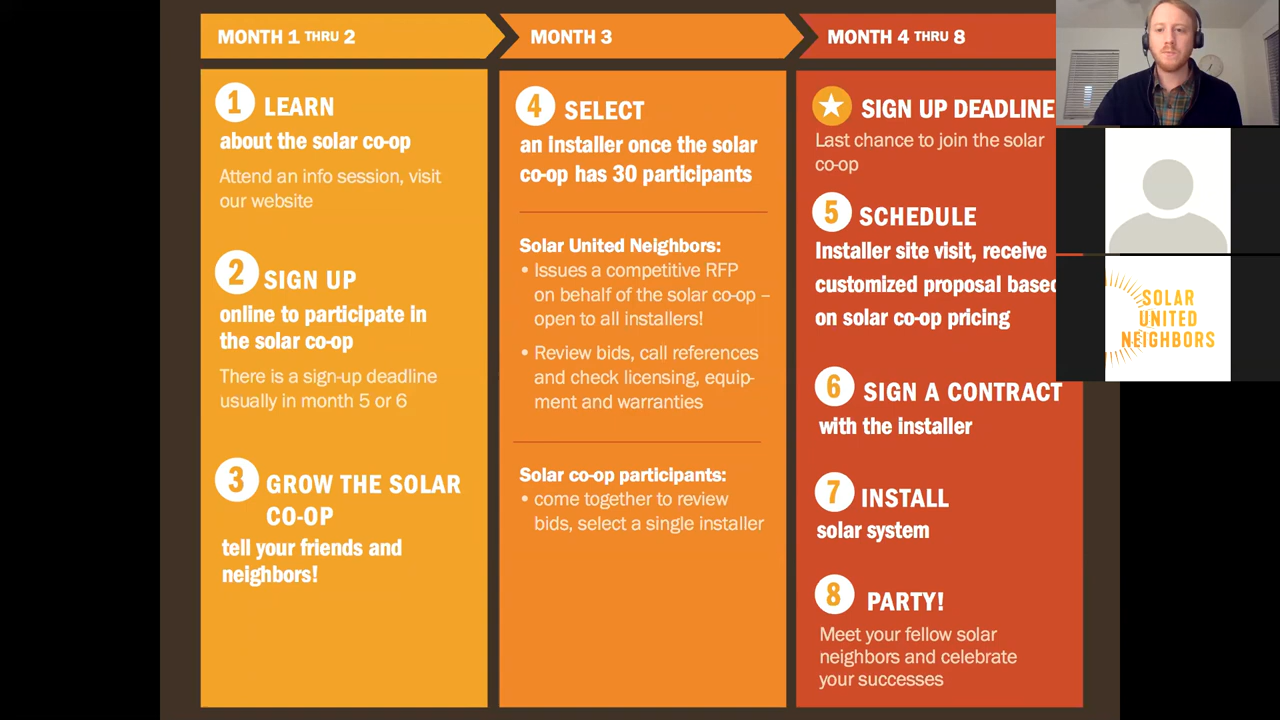 MONTH 1 THRU 2
1 LEARN
about the solar co-op
Attend an info session, visit
our website
2 SIGN UP
online to participate in
the solar co-op
There is a sign-up deadline
usually in month 5 or 6
3 GROW THE SOLAR
CO-OP
tell your friends and
neighbors!
MONTH 3
4 SELECT
an installer once the solar
co-op has 30 participants
Solar United Neighbors:
• Issues a competitive RFP
on behalf of the solar co-op –
open to all installers!
• Review bids, call references
and check licensing, equip-
ment and warranties
Solar co-op participants:
• come together to review
bids, select a single installer
MONTH 4 THRU 8
SIGN UP DEADLINE
Last chance to join the solar
co-op
5 SCHEDULE
Installer site visit, receive
customized proposal based
on solar co-op pricing
6 SIGN A CONTRACT
with the installer
7 INSTALL
solar system
8 PARTY!
Meet your fellow solar
neighbors and celebrate
your successes
SOLAR
UNITED
NEIGHBORS